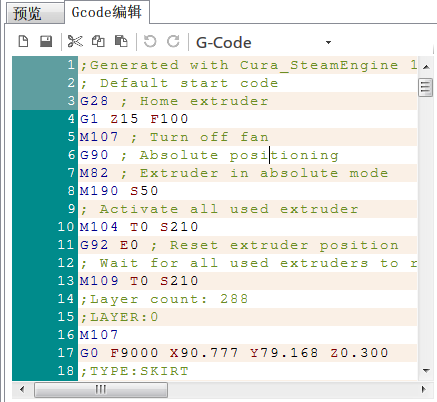 预览 Gcode编辑
G-Code
1 ;Generated with Cura_SteamEngine 1
2 ; Default start code
3 G28 ; Home extruder
4 G1 Z15 F100
5 M107 ; Turn off fan
6 G90 ; Absolute positioning
7 M82 ; Extruder in absolute mode
8 M190 S50
9 ; Activate all used extruder
10 M104 T0 S210
11 G92 E0 ; Reset extruder position
12 ; Wait for all used extruders to r
13 M109 T0 S210
14 ;Layer count: 288
15 ;LAYER:0
16 M107
17 G0 F9000 X90.777 Y79.168 Z0.300
18 ;TYPE:SKIRT